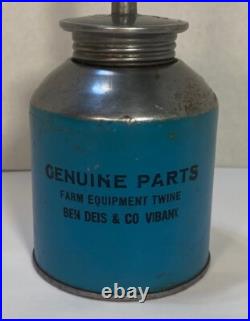 GENUINE PARTS
FARM EQUIPMENT TWINE
BEN DEIS & CO VIBANK